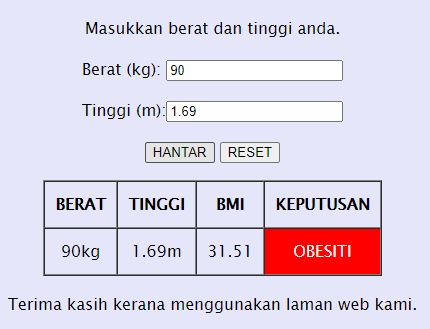 Masukkan berat dan tinggi anda.
Berat (kg): 90
Tinggi (m): 1.69
HANTAR RESET
BERAT TINGGI BMI KEPUTUSAN
90kg 1.69m 31.51 OBESITI
Terima kasih kerana menggunakan laman web kami.